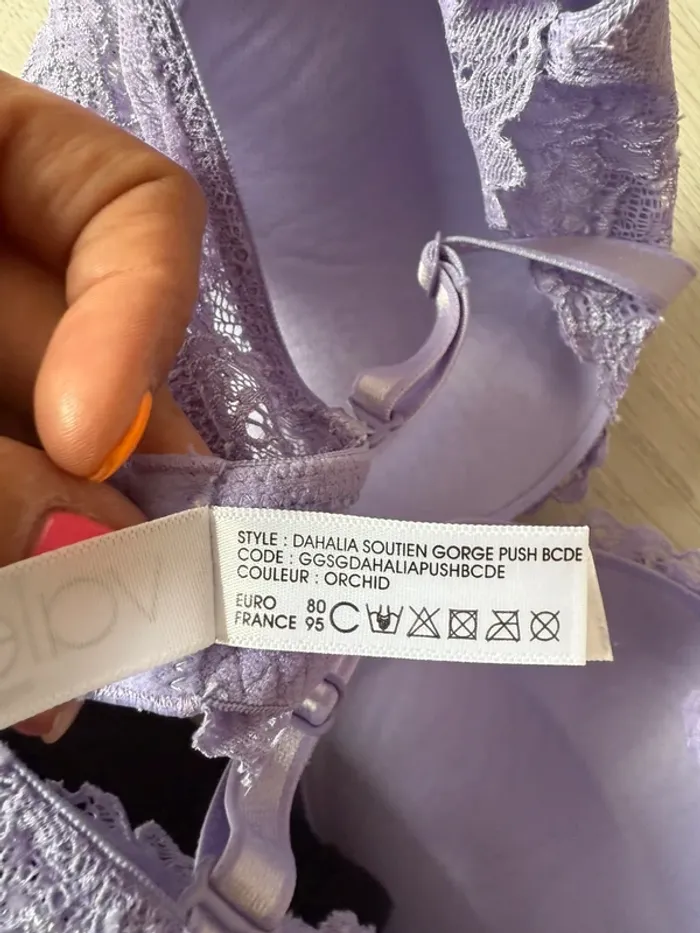 STYLE : DAHALIA SOUTIEN GORGE PUSH BCDE
CODE : GGSGDAHALIAPUSHBCDE
COULEUR : ORCHID
EURO 80 C
FRANCE 95